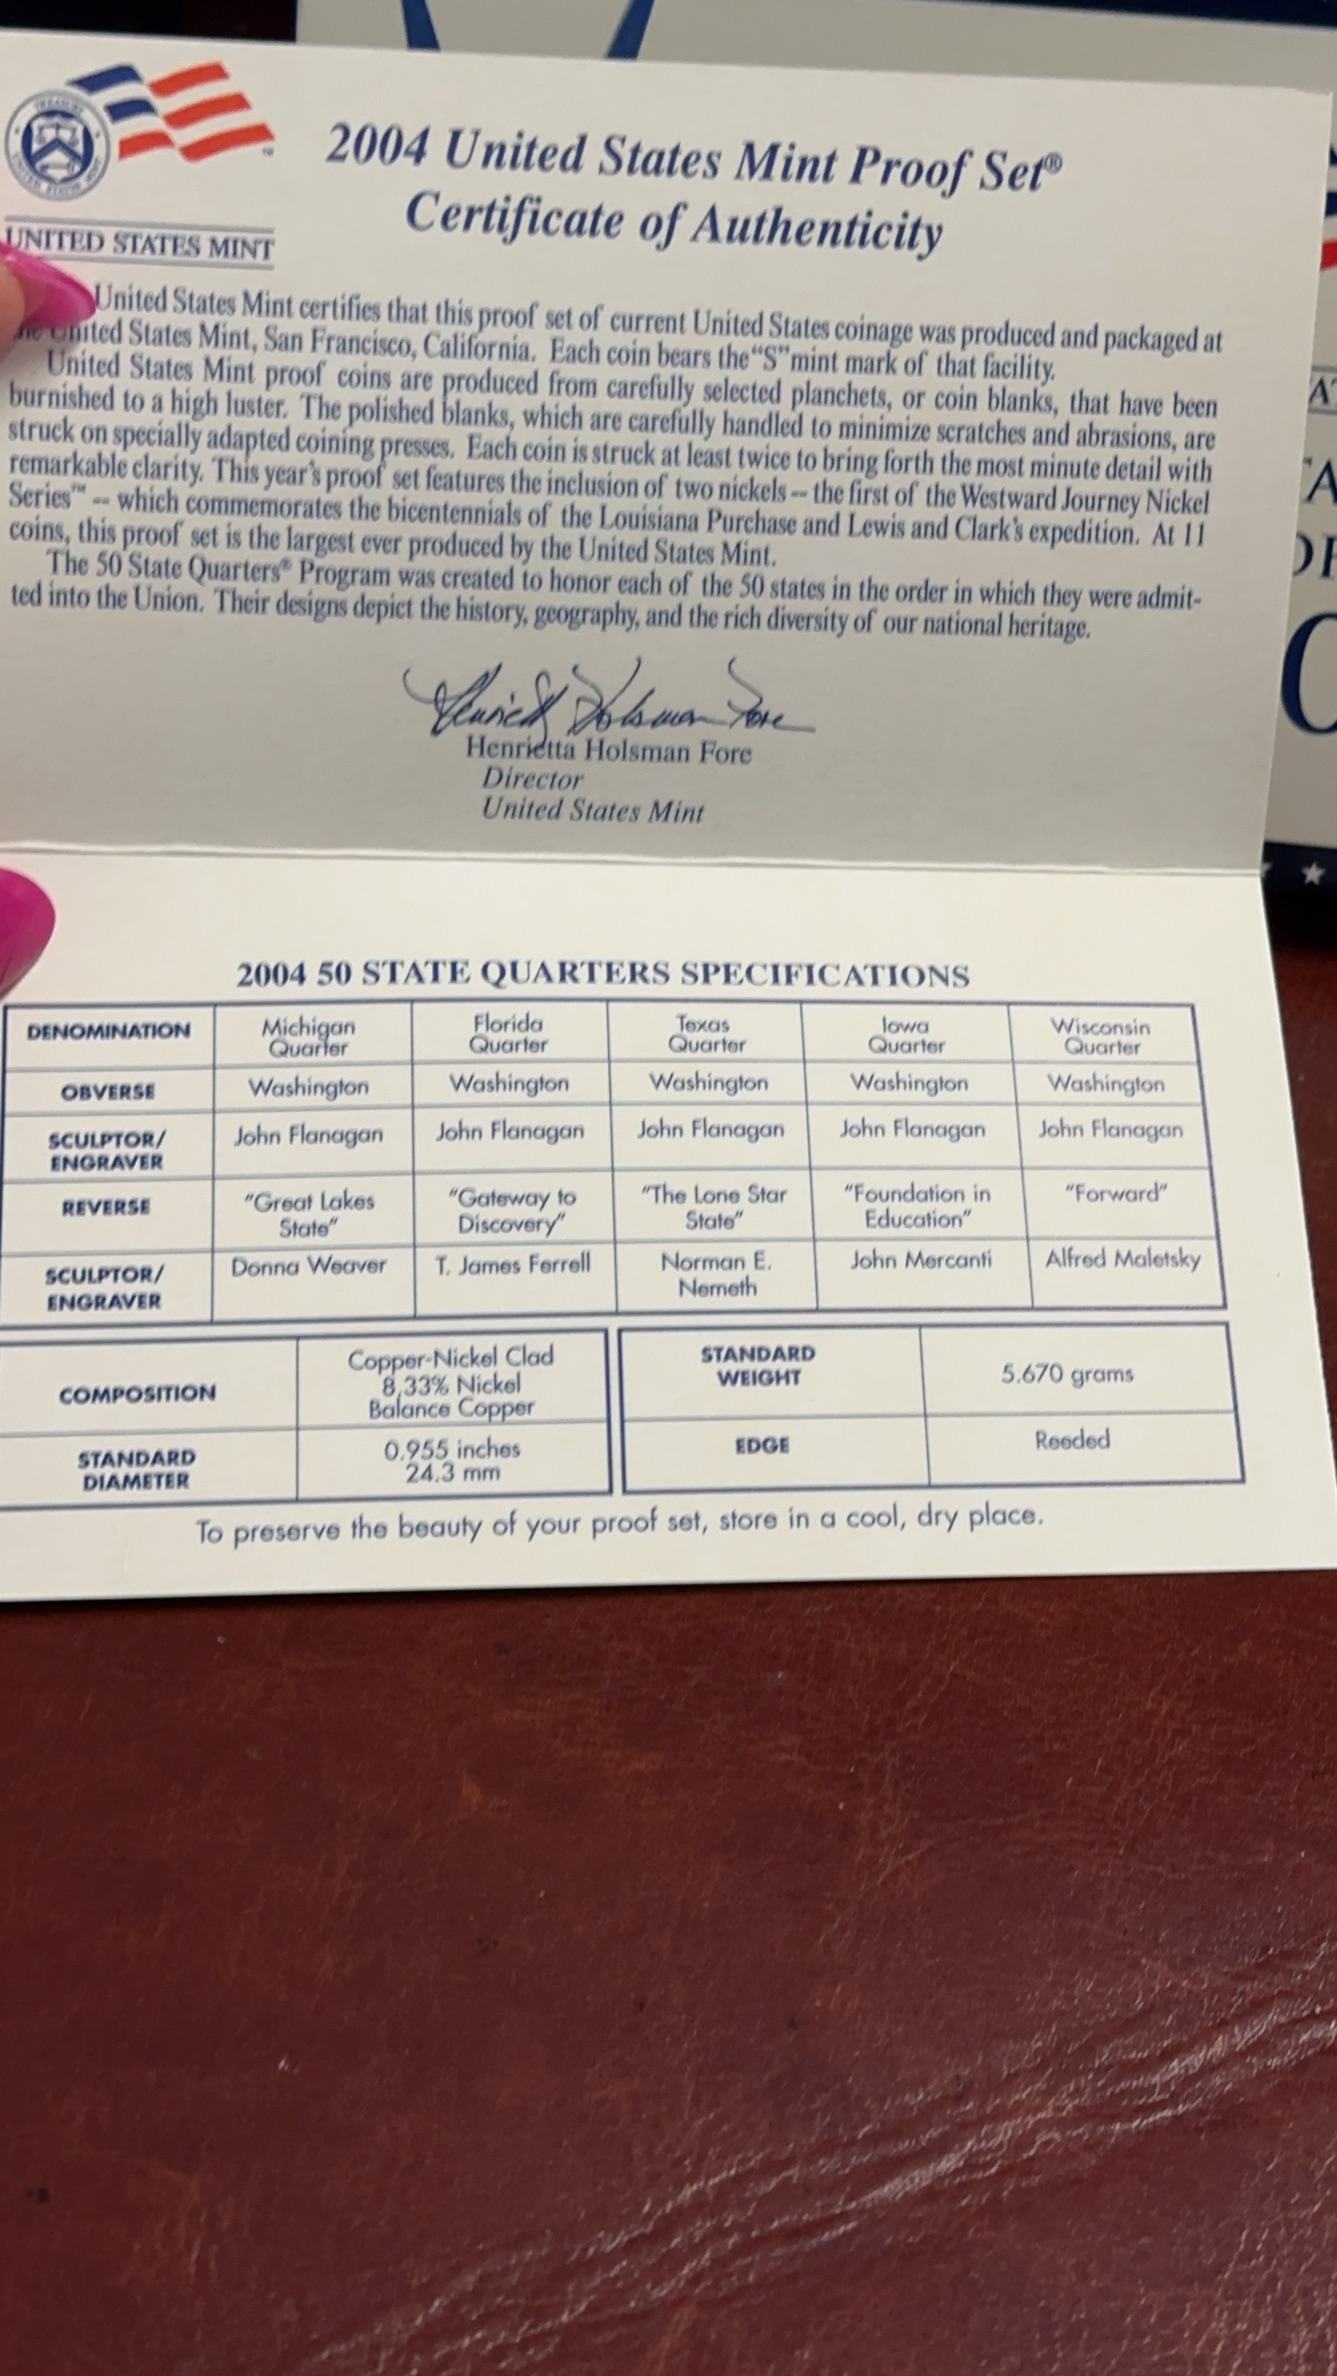 UNITED STATES MINT
2004 United States Mint Proof Set®
Certificate of Authenticity
United States Mint certifies that this proof set of current United States coinage was produced and packaged at
United States Mint, San Francisco, California. Each coin bears the "S" mint mark of that facility.
United States Mint proof coins are produced from carefully selected planchets, or coin blanks, that have been
burnished to a high luster. The polished blanks, which are carefully handled to minimize scratches and abrasions, are
struck on specially adapted coining presses. Each coin is struck at least twice to bring forth the most minute detail with
remarkable clarity. This year's proof set features the inclusion of two nickels -- the first of the Westward Journey Nickel
Series™ -- which commemorates the bicentennials of the Louisiana Purchase and Lewis and Clark's expedition. At 11
coins, this proof set is the largest ever produced by the United States Mint.
The 50 State Quarters® Program was created to honor each of the 50 states in the order in which they were admit-
ted into the Union. Their designs depict the history, geography, and the rich diversity of our national heritage.
Henrietta Holsman Fore
Henrietta Holsman Fore
Director
United States Mint
2004 50 STATE QUARTERS SPECIFICATIONS
DENOMINATION Michigan Quarter Florida Quarter Texas Quarter Iowa Quarter Wisconsin Quarter
OBVERSE Washington Washington Washington Washington Washington
SCULPTOR/ ENGRAVER John Flanagan John Flanagan John Flanagan John Flanagan John Flanagan
REVERSE "Great Lakes State" "Gateway to Discovery" "The Lone Star State" "Foundation in Education" "Forward"
SCULPTOR/ ENGRAVER Donna Weaver T. James Ferrell Norman E. Nemeth John Mercanti Alfred Maletsky
COMPOSITION Copper-Nickel Clad 8.33% Nickel Balance Copper
STANDARD WEIGHT 5.670 grams
STANDARD DIAMETER 0.955 inches 24.3 mm
EDGE Reeded
To preserve the beauty of your proof set, store in a cool, dry place.